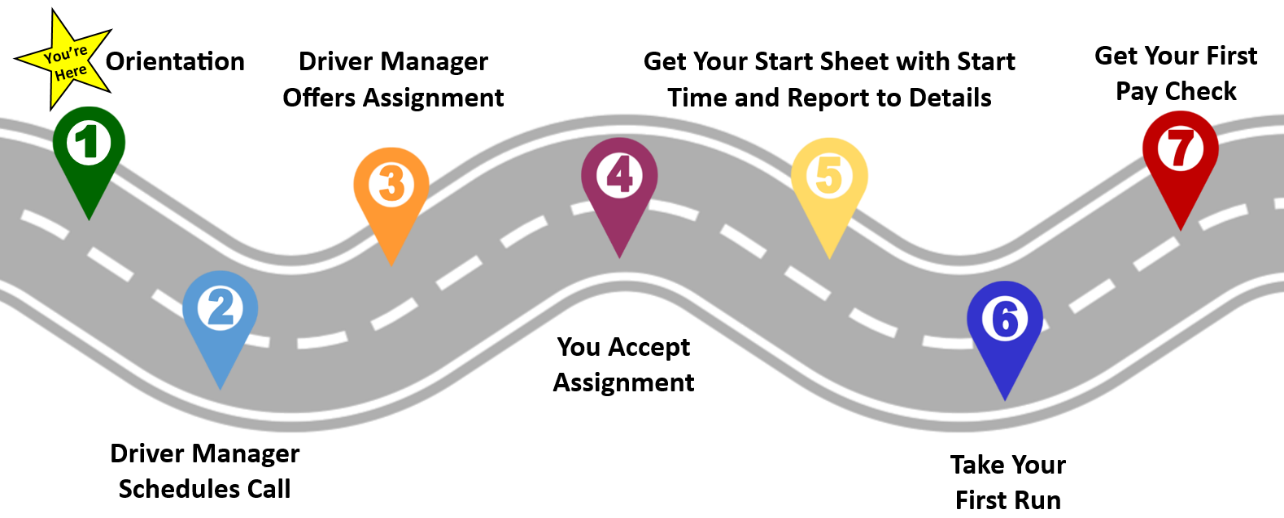 You're
Here
Orientation
1
Driver Manager
Schedules Call
2
Driver Manager
Offers Assignment
3
4
You Accept
Assignment
Get Your Start Sheet with Start
Time and Report to Details
5
6
Take Your
First Run
Get Your First
Pay Check
7